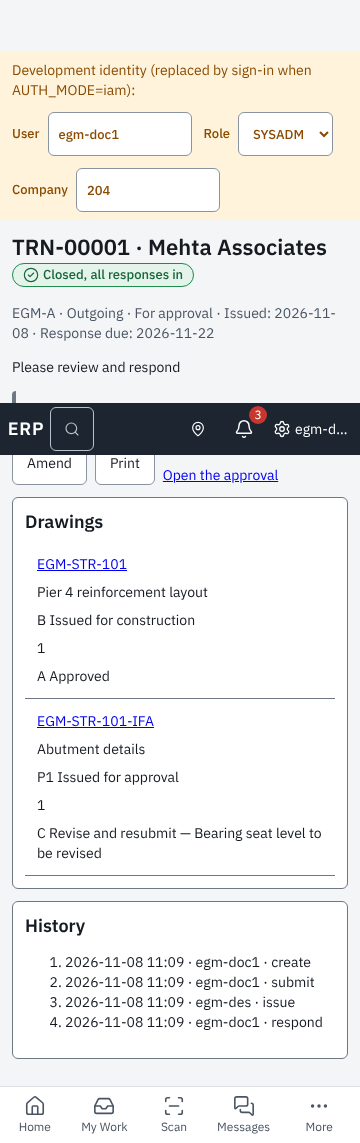 Development identity (replaced by sign-in when
AUTH_MODE=iam):
User egm-doc1 Role SYSADM
Company 204
TRN-00001 · Mehta Associates
Closed, all responses in
EGM-A · Outgoing · For approval · Issued: 2026-11-
08 · Response due: 2026-11-22
Please review and respond
ERP 3 egm-d...
Amend Print Open the approval
Drawings
EGM-STR-101
Pier 4 reinforcement layout
B Issued for construction
1
A Approved
EGM-STR-101-IFA
Abutment details
P1 Issued for approval
1
C Revise and resubmit — Bearing seat level to
be revised
History
1. 2026-11-08 11:09 · egm-doc1 · create
2. 2026-11-08 11:09 · egm-doc1 · submit
3. 2026-11-08 11:09 · egm-des · issue
4. 2026-11-08 11:09 · egm-doc1 · respond
Home My Work Scan Messages More